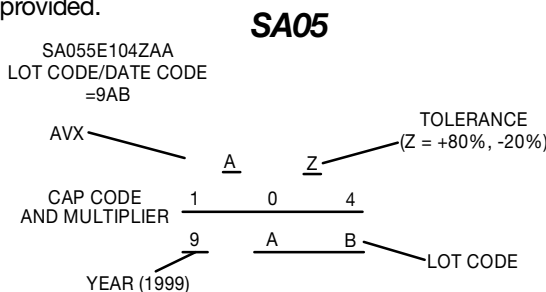 provided.
SA05
SA055E104ZAA
LOT CODE/DATE CODE
=9AB
AVX
TOLERANCE
(Z = +80%, -20%)
A Z
CAP CODE
AND MULTIPLIER
1 0 4
9 A B
LOT CODE
YEAR (1999)